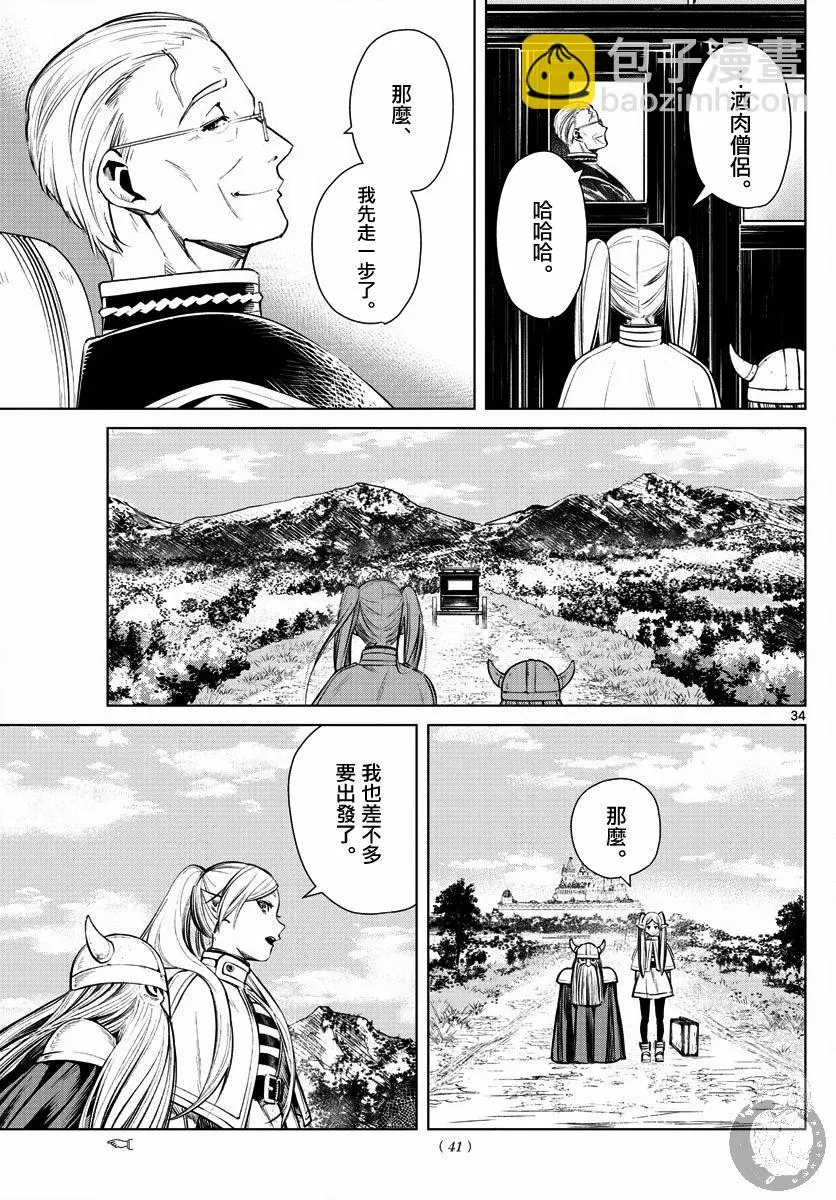 包子漫畫
baozimh.com
·酒肉僧侶。
哈哈哈。
那麼、
我先走一步了。
34
那麼。
我也差不多
要出發了。
(41)